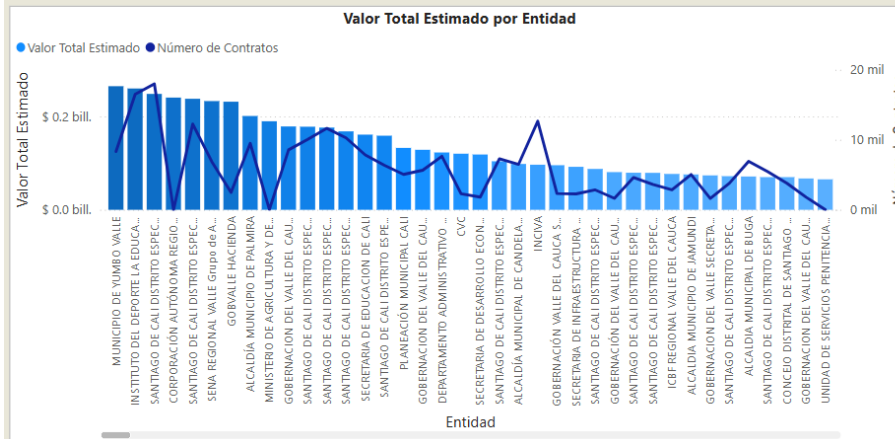 Valor Total Estimado por Entidad
Valor Total Estimado Número de Contratos
Valor Total Estimado
$ 0.2 bill.
$ 0.0 bill.
20 mil
10 mil
0 mil
MUNICIPIO DE YUMBO VALLE
INSTITUTO DEL DEPORTE LA EDUCA...
SANTIAGO DE CALI DISTRITO ESPEC...
CORPORACIÓN AUTÓNOMA REGIO...
SANTIAGO DE CALI DISTRITO ESPEC...
SENA REGIONAL VALLE Grupo de A...
GOBVALLE HACIENDA
ALCALDÍA MUNICIPIO DE PALMIRA
MINISTERIO DE AGRICULTURA Y DE...
GOBERNACION DEL VALLE DEL CAU...
SANTIAGO DE CALI DISTRITO ESPEC...
SANTIAGO DE CALI DISTRITO ESPEC...
SANTIAGO DE CALI DISTRITO ESPEC...
SECRETARIA DE EDUCACION DE CALI
SANTIAGO DE CALI DISTRITO ESPE...
PLANEACIÓN MUNICIPAL CALI
GOBERNACION DEL VALLE DEL CAU...
DEPARTAMENTO ADMINISTRATIVO ...
CVC
SECRETARIA DE DESARROLLO ECON...
SANTIAGO DE CALI DISTRITO ESPEC...
ALCALDÍA MUNICIPAL DE CANDELA...
INCIVA
GOBERNACIÓN VALLE DEL CAUCA S...
SECRETARIA DE INFRAESTRUCTURA ...
SANTIAGO DE CALI DISTRITO ESPEC...
GOBERNACIÓN DEL VALLE DEL CAU...
SANTIAGO DE CALI DISTRITO ESPEC...
SANTIAGO DE CALI DISTRITO ESPEC...
ICBF REGIONAL VALLE DEL CAUCA
ALCALDIA MUNICIPIO DE JAMUNDI
GOBERNACION DEL VALLE SECRETA...
SANTIAGO DE CALI DISTRITO ESPEC...
ALCALDIA MUNICIPAL DE BUGA
SANTIAGO DE CALI DISTRITO ESPEC...
CONCEJO DISTRITAL DE SANTIAGO ...
GOBERNACION DEL VALLE DEL CAU...
UNIDAD DE SERVICIOS PENITENCIA...
Entidad